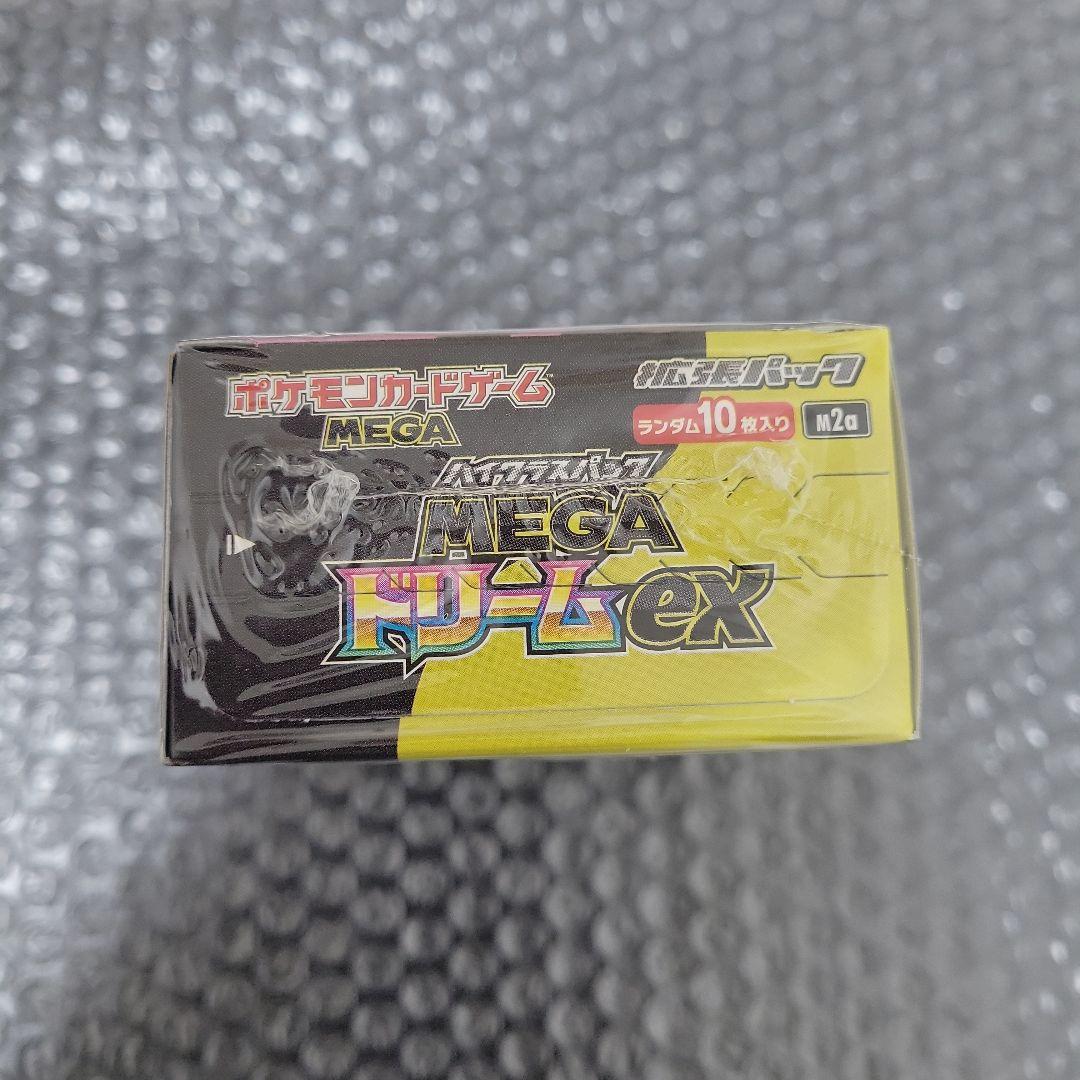 ポケモンカードゲーム™
MEGA
拡張パック
ランダム10枚入り
M2a
ハイクラスパック
MEGA
ドリームex